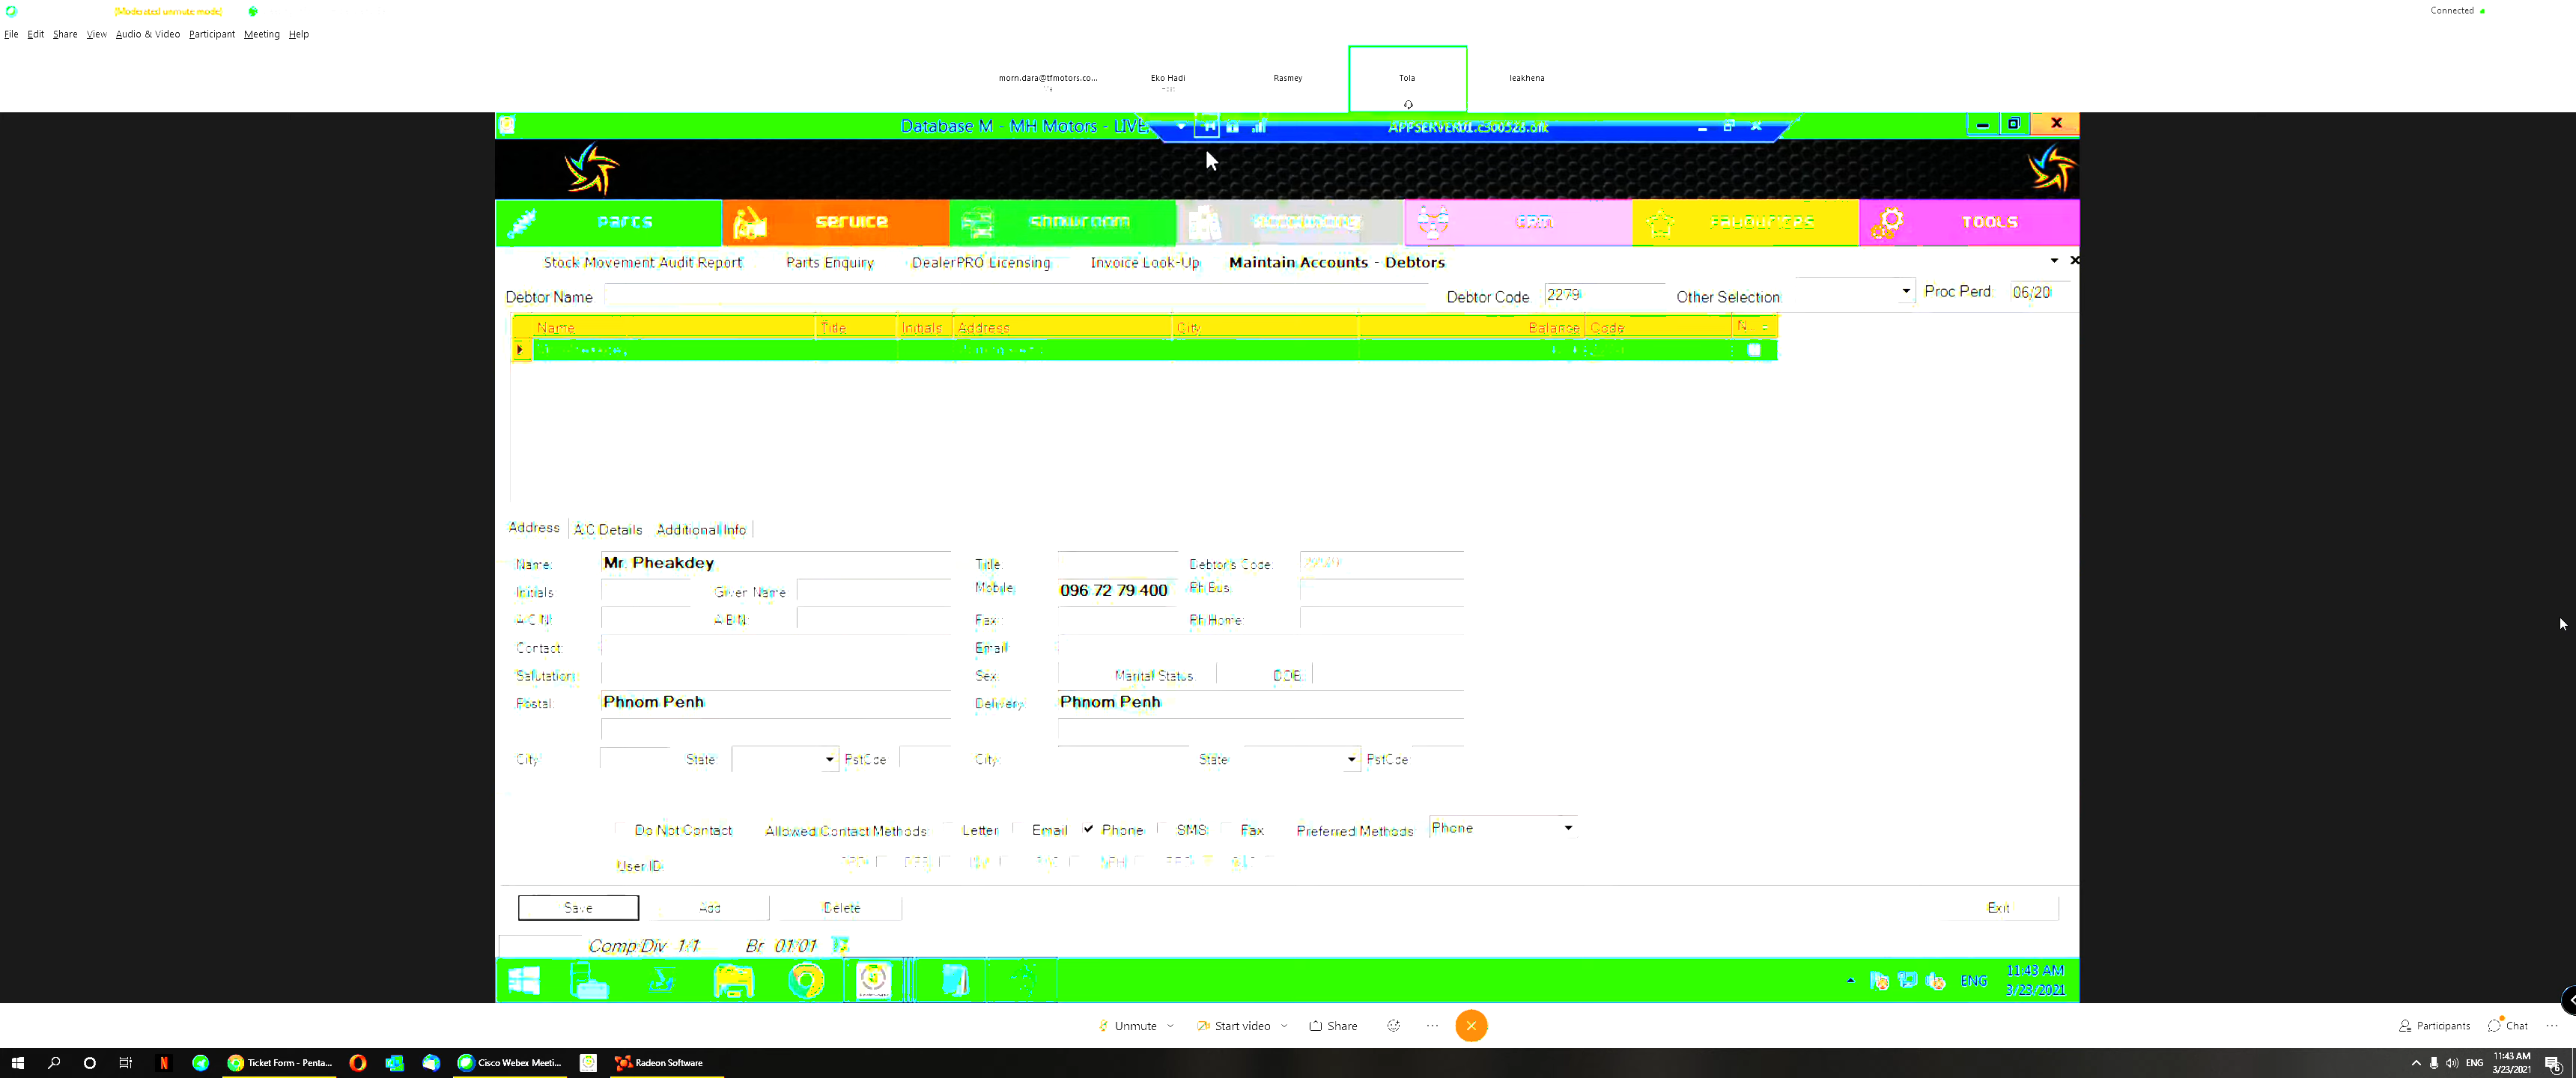 [Moderated unmute mode]
Connected
File Edit Share View Audio & Video Participant Meeting Help
morn.dara@tfmotors.co... Eko Hadi Rasmey Tola leakhena
Database M - MH Motors - LIVE
PARTS SERVICE SHOWROOM CRM FAVOURITES TOOLS
Stock Movement Audit Report Parts Enquiry DealerPRO Licensing Invoice Look-Up Maintain Accounts - Debtors
Debtor Name Debtor Code 2279 Other Selection Proc Perd: 06/20
Name Title Initials Address City Balance Code N...
Address A/C Details Additional Info
Name: Mr. Pheakdey Title: Debtor's Code:
Initials Given Name Mobile: 096 72 79 400 Ph Bus:
A.C.N: A.B.N: Fax: Ph Home:
Contact: Email
Salutation: Sex: Marital Status DOB:
Postal: Phnom Penh Delivery: Phnom Penh
City: State: PstCde City: State: PstCde
Do Not Contact Allowed Contact Methods: Letter Email Phone SMS Fax Preferred Methods Phone
User ID:
Save Add Delete Exit
Comp/Div 1/1 Br 01/01
ENG 11:43 AM
3/23/2021
Unmute Start video Share Participants Chat
Ticket Form - Penta... Cisco Webex Meeti... Radeon Software ENG 11:43 AM
3/23/2021